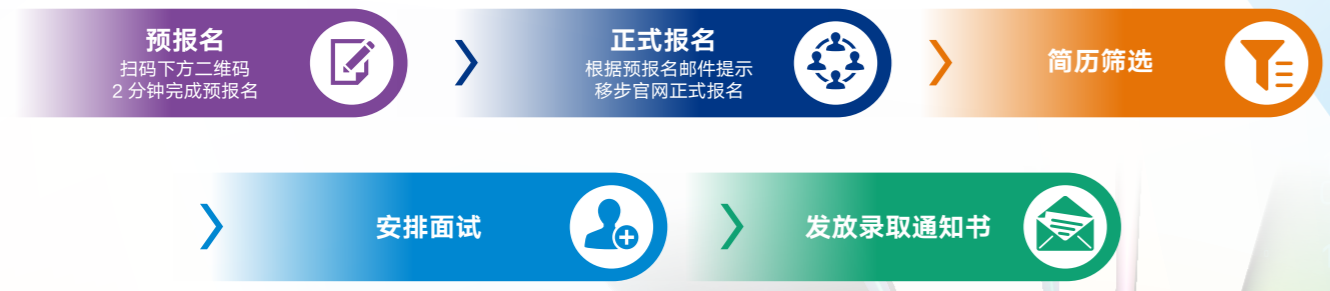 预报名
扫码下方二维码
2 分钟完成预报名
正式报名
根据预报名邮件提示
移步官网正式报名
简历筛选
安排面试
发放录取通知书